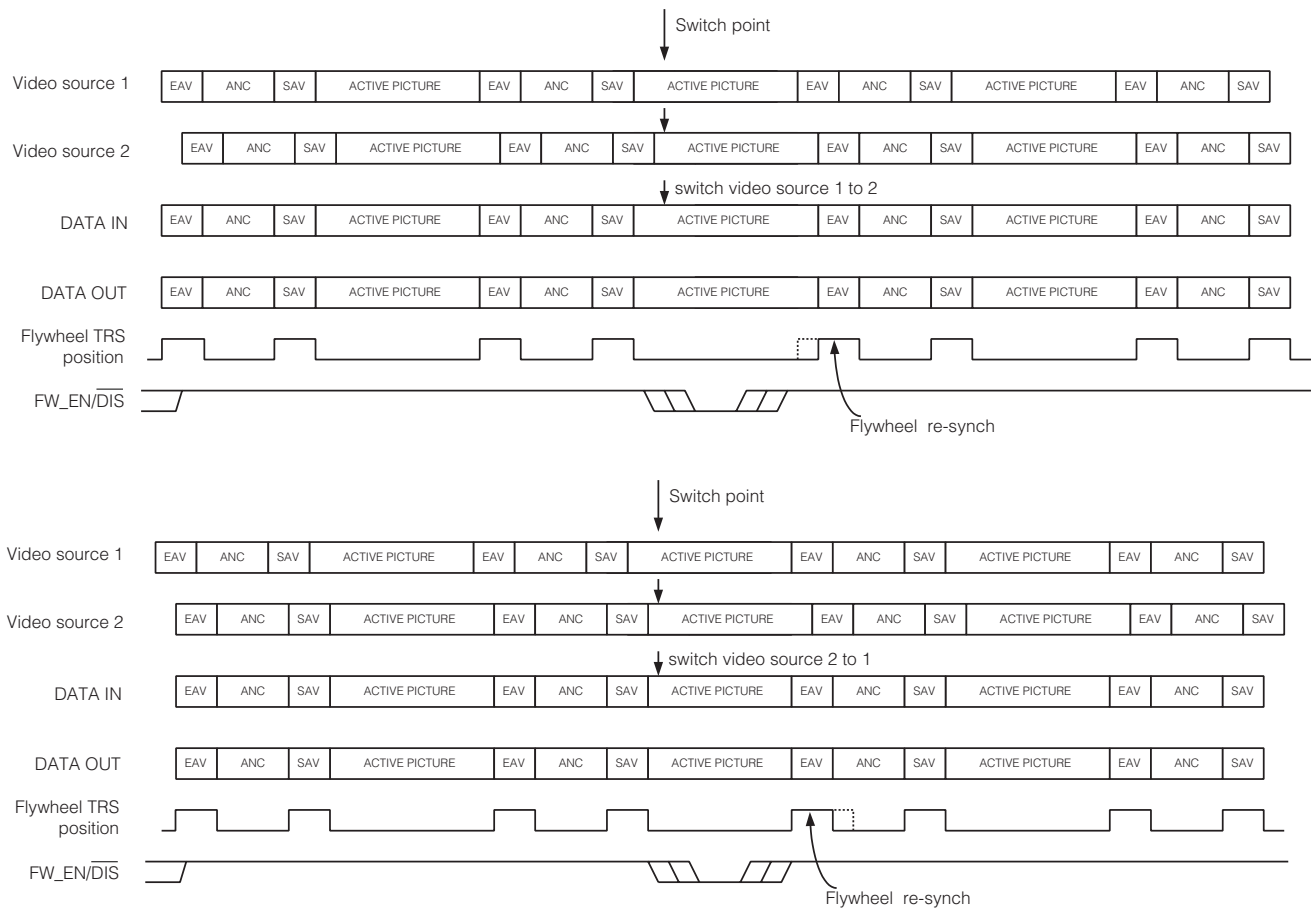 Switch point
Video source 1 EAV ANC SAV ACTIVE PICTURE EAV ANC SAV ACTIVE PICTURE EAV ANC SAV ACTIVE PICTURE EAV ANC SAV
Video source 2 EAV ANC SAV ACTIVE PICTURE EAV ANC SAV ACTIVE PICTURE EAV ANC SAV ACTIVE PICTURE EAV ANC SAV
switch video source 1 to 2
DATA IN EAV ANC SAV ACTIVE PICTURE EAV ANC SAV ACTIVE PICTURE EAV ANC SAV ACTIVE PICTURE EAV ANC SAV
DATA OUT EAV ANC SAV ACTIVE PICTURE EAV ANC SAV ACTIVE PICTURE EAV ANC SAV ACTIVE PICTURE EAV ANC SAV
Flywheel TRS
position
FW_EN/DIS
Flywheel re-synch
Switch point
Video source 1 EAV ANC SAV ACTIVE PICTURE EAV ANC SAV ACTIVE PICTURE EAV ANC SAV ACTIVE PICTURE EAV ANC SAV
Video source 2 EAV ANC SAV ACTIVE PICTURE EAV ANC SAV ACTIVE PICTURE EAV ANC SAV ACTIVE PICTURE EAV ANC SAV
switch video source 2 to 1
DATA IN EAV ANC SAV ACTIVE PICTURE EAV ANC SAV ACTIVE PICTURE EAV ANC SAV ACTIVE PICTURE EAV ANC SAV
DATA OUT EAV ANC SAV ACTIVE PICTURE EAV ANC SAV ACTIVE PICTURE EAV ANC SAV ACTIVE PICTURE EAV ANC SAV
Flywheel TRS
position
FW_EN/DIS
Flywheel re-synch